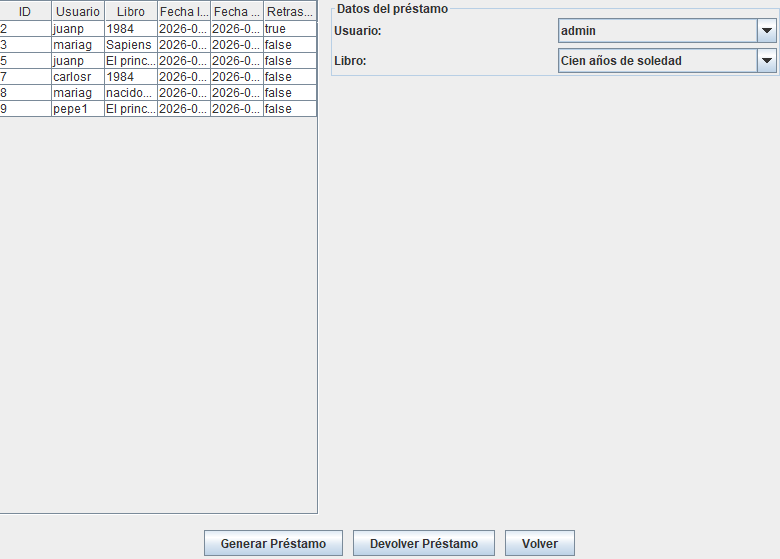 ID Usuario Libro Fecha I... Fecha ... Retras...
2 juanp 1984 2026-0... 2026-0... true
3 mariag Sapiens 2026-0... 2026-0... false
5 juanp El princ... 2026-0... 2026-0... false
7 carlosr 1984 2026-0... 2026-0... false
8 mariag nacido... 2026-0... 2026-0... false
9 pepe1 El princ... 2026-0... 2026-0... false
Datos del préstamo
Usuario: admin
Libro: Cien años de soledad
Generar Préstamo Devolver Préstamo Volver